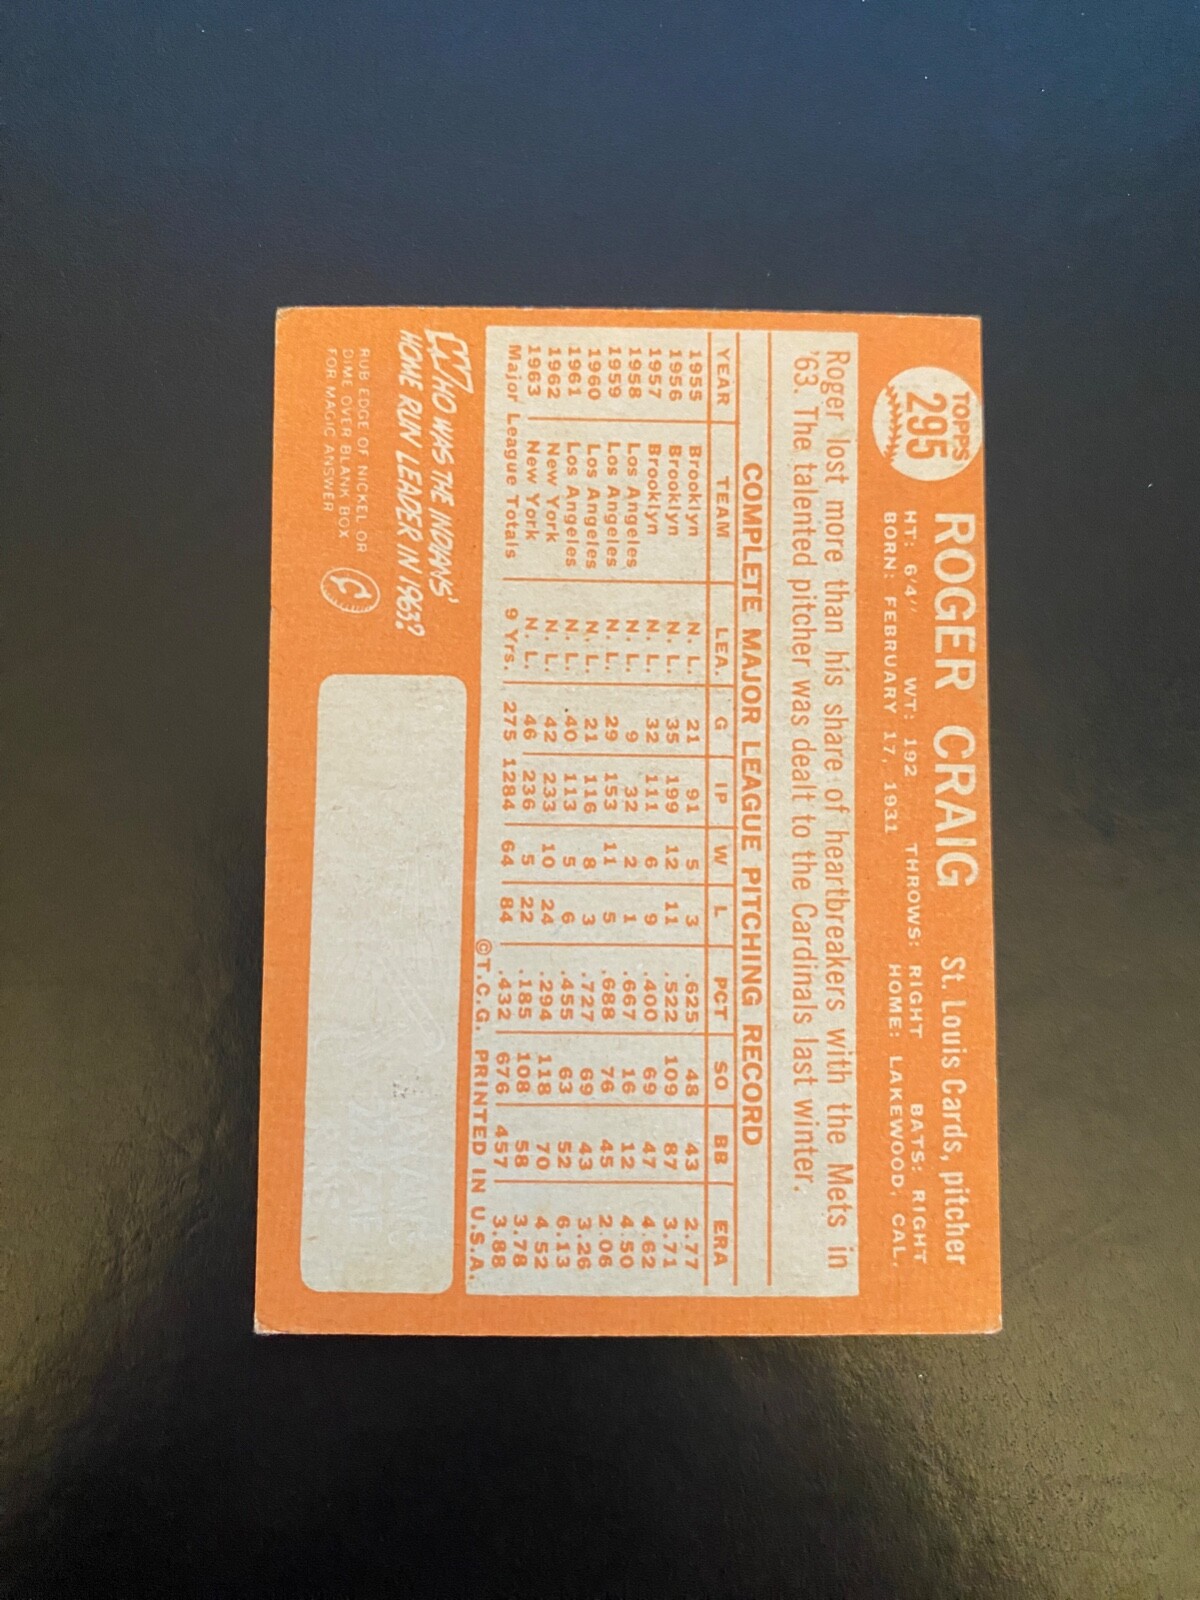 TOPPS
295
ROGER CRAIG St. Louis Cards, pitcher
HT: 6'4" WT: 192 THROWS: RIGHT BATS: RIGHT
BORN: FEBRUARY 17, 1931 HOME: LAKEWOOD, CAL.
Roger lost more than his share of heartbreakers with the Mets in
'63. The talented pitcher was dealt to the Cardinals last winter.
COMPLETE MAJOR LEAGUE PITCHING RECORD
YEAR TEAM LEA. G IP W L PCT SO BB ERA
1955 Brooklyn N. L. 21 91 5 3 .625 48 43 2.77
1956 Brooklyn N. L. 35 199 12 11 .522 109 87 3.71
1957 Brooklyn N. L. 32 111 6 9 .400 69 47 4.62
1958 Los Angeles N. L. 9 32 2 1 .667 16 12 4.50
1959 Los Angeles N. L. 29 153 11 5 .688 76 45 2.06
1960 Los Angeles N. L. 21 116 8 3 .727 69 43 3.26
1961 Los Angeles N. L. 40 113 5 6 .455 63 52 6.13
1962 New York N. L. 42 233 10 24 .294 118 70 4.52
1963 New York N. L. 46 236 5 22 .185 108 58 3.78
Major League Totals 9 Yrs. 275 1284 64 84 .432 676 457 3.88
©T.C.G. PRINTED IN U.S.A.
WHO WAS THE INDIANS'
HOME RUN LEADER IN 1963?
RUB EDGE OF NICKEL OR
DIME OVER BLANK BOX
FOR MAGIC ANSWER